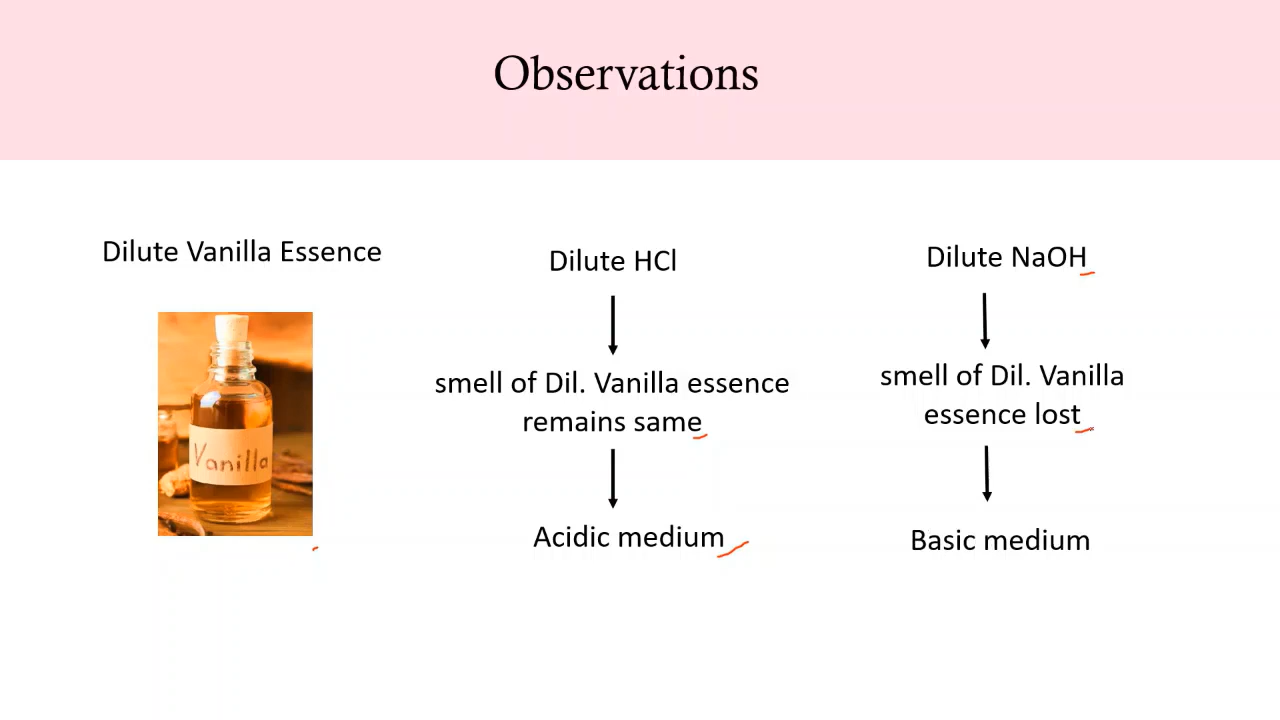 Observations
Dilute Vanilla Essence
Vanilla
Dilute HCl
smell of Dil. Vanilla essence
remains same
Acidic medium
Dilute NaOH
smell of Dil. Vanilla
essence lost
Basic medium